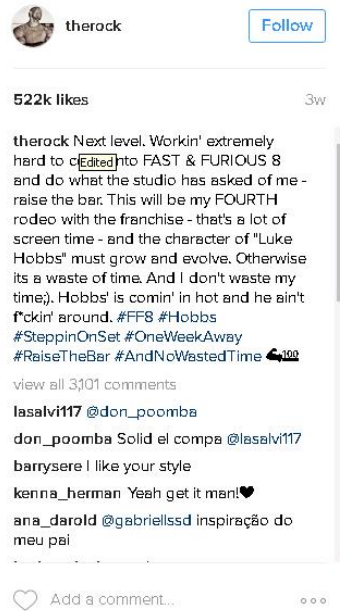 therock
Follow
522k likes
3w
therock Next level. Workin' extremely
hard to c Edited nto FAST & FURIOUS 8
and do what the studio has asked of me -
raise the bar. This will be my FOURTH
rodeo with the franchise - that's a lot of
screen time - and the character of "Luke
Hobbs" must grow and evolve. Otherwise
its a waste of time. And I don't waste my
time;). Hobbs' is comin' in hot and he ain't
f*ckin' around. #FF8 #Hobbs
#SteppinOnSet #OneWeekAway
#RaiseTheBar #AndNoWastedTime 💪💯
view all 3,101 comments
lasalvi117 @don_poomba
don_poomba Solid el compa @lasalvi117
barrysere I like your style
kenna_herman Yeah get it man!♥
ana_darold @gabriellssd inspiração do
meu pai
Add a comment...